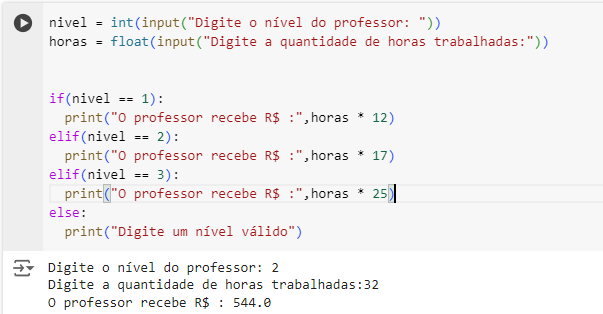 nivel = int(input("Digite o nível do professor: "))
horas = float(input("Digite a quantidade de horas trabalhadas:"))
if(nivel == 1):
  print("O professor recebe R$ :",horas * 12)
elif(nivel == 2):
  print("O professor recebe R$ :",horas * 17)
elif(nivel == 3):
  print("O professor recebe R$ :",horas * 25)
else:
  print("Digite um nível válido")
Digite o nível do professor: 2
Digite a quantidade de horas trabalhadas:32
O professor recebe R$ : 544.0